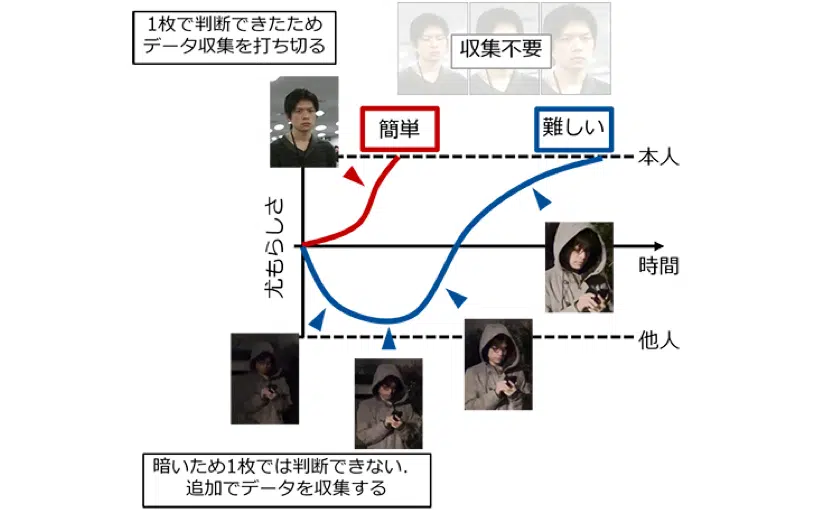 1枚で判断できたため
データ収集を打ち切る
収集不要
簡単
難しい
本人
尤もらしさ
時間
他人
暗いため1枚では判断できない.
追加でデータを収集する